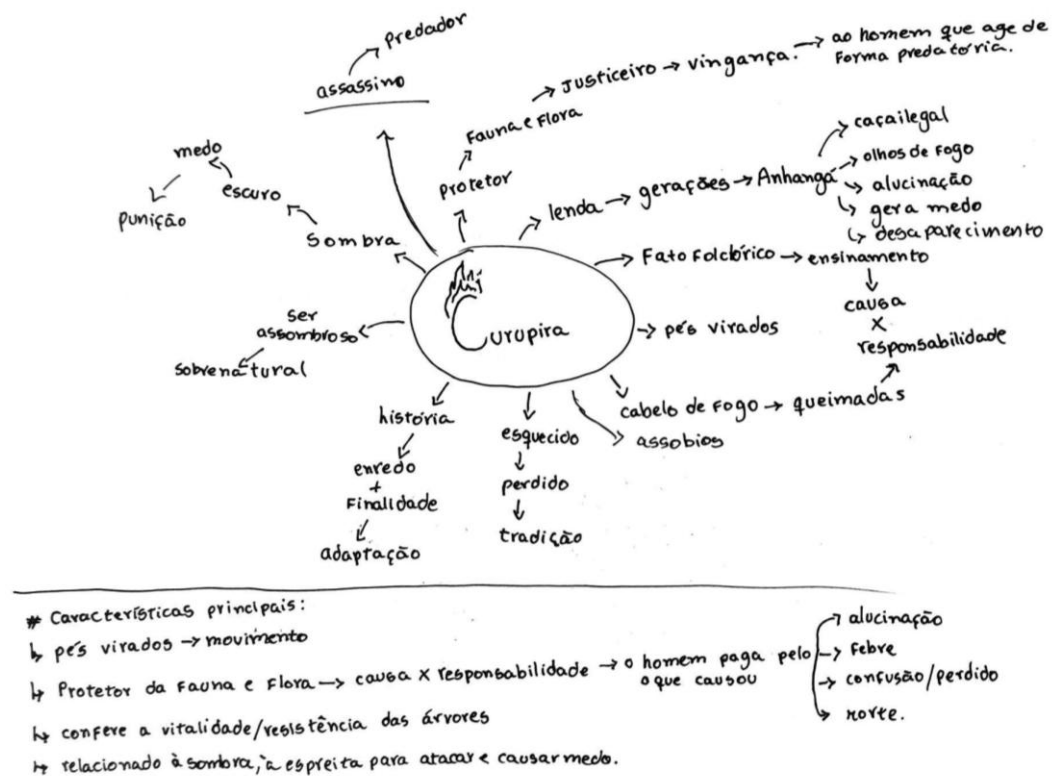 predador
assassino
Fauna e Flora → Justiceiro → vingança. → ao homem que age de
forma predatória.
protetor
lenda → gerações → Anhangá
caça ilegal
olhos de fogo
alucinação
gera medo
desaparecimento
medo
escuro
punição
Sombra
Fato Folclórico → ensinamento
causa
X
responsabilidade
Curupira
pés virados
ser
assombroso
sobrenatural
cabelo de fogo → queimadas
assobios
história
enredo
+
Finalidade
adaptação
esquecido
perdido
tradição
# Características principais:
↳ pés virados → movimento
↳ Protetor da Fauna e Flora → causa X responsabilidade → o homem paga pelo
o que causou
alucinação
→ Febre
→ confusão/perdido
morte.
↳ confere a vitalidade/resistência das árvores
↳ relacionado à sombra, à espreita para atacar e causar medo.